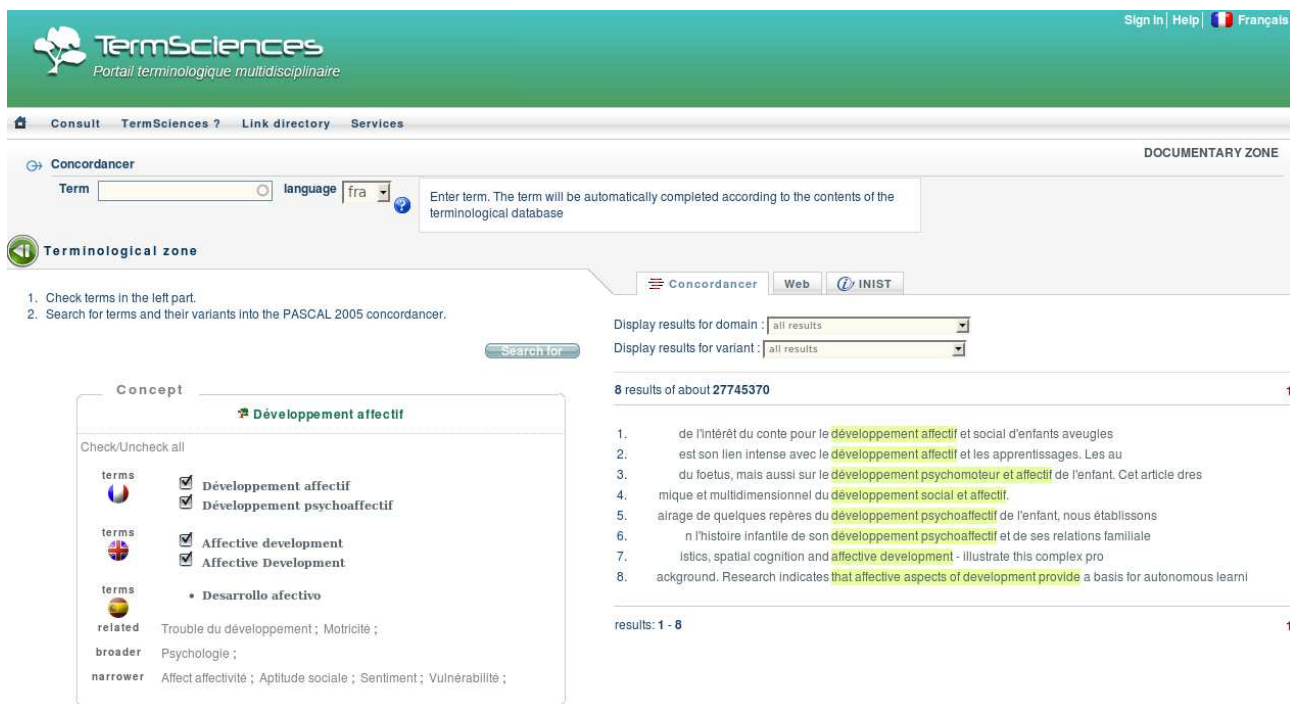 Sign In | Help | Français
TermSciences
Portail terminologique multidisciplinaire
Consult TermSciences ? Link directory Services
DOCUMENTARY ZONE
Concordancer
Term language fra ?
Enter term. The term will be automatically completed according to the contents of the
terminological database
Terminological zone
1. Check terms in the left part.
2. Search for terms and their variants into the PASCAL 2005 concordancer.
Search for
Concept
Développement affectif
Check/Uncheck all
terms
Développement affectif
Développement psychoaffectif
terms
Affective development
Affective Development
terms
• Desarrollo afectivo
related Trouble du développement ; Motricité ;
broader Psychologie ;
narrower Affect affectivité ; Aptitude sociale ; Sentiment ; Vulnérabilité ;
Concordancer Web i INIST
Display results for domain : all results
Display results for variant : all results
8 results of about 27745370
1
1. de l'intérêt du conte pour le développement affectif et social d'enfants aveugles
2. est son lien intense avec le développement affectif et les apprentissages. Les au
3. du foetus, mais aussi sur le développement psychomoteur et affectif de l'enfant. Cet article dres
4. mique et multidimensionnel du développement social et affectif.
5. airage de quelques repères du développement psychoaffectif de l'enfant, nous établissons
6. n l'histoire infantile de son développement psychoaffectif et de ses relations familiale
7. istics, spatial cognition and affective development - illustrate this complex pro
8. ackground. Research indicates that affective aspects of development provide a basis for autonomous learni
results: 1 - 8
1